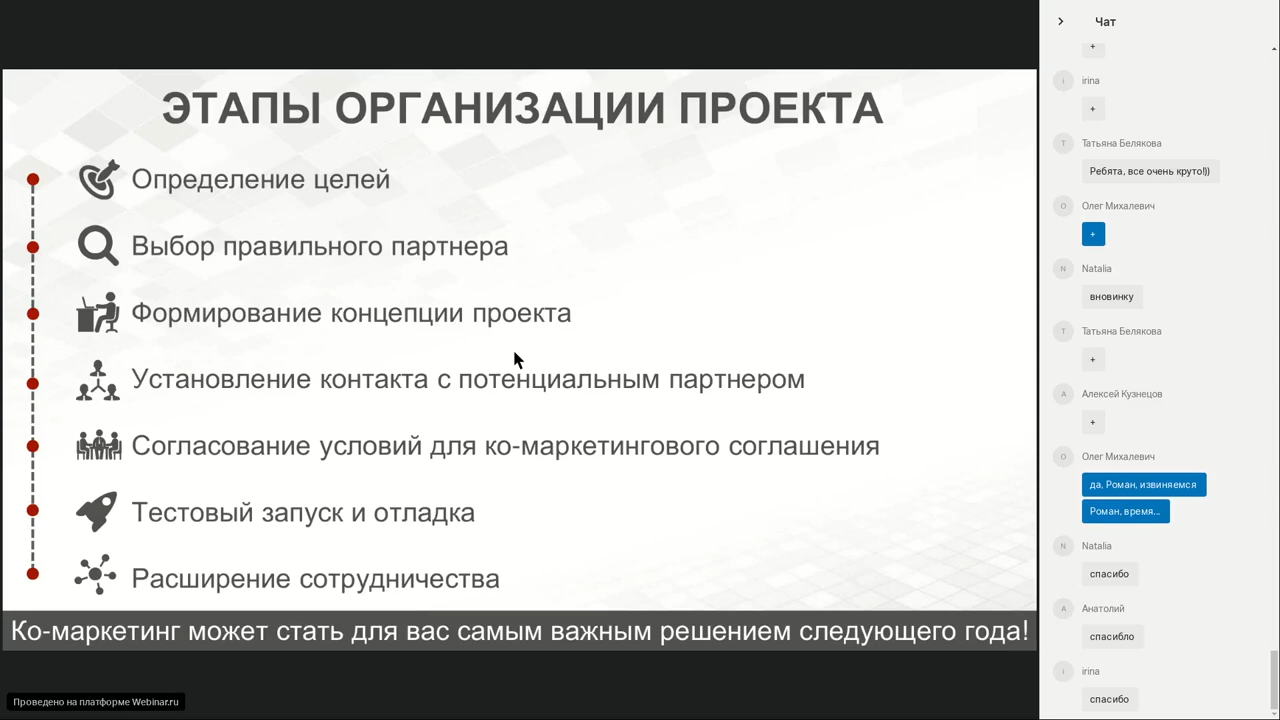 ЭТАПЫ ОРГАНИЗАЦИИ ПРОЕКТА
Определение целей
Выбор правильного партнера
Формирование концепции проекта
Установление контакта с потенциальным партнером
Согласование условий для ко-маркетингового соглашения
Тестовый запуск и отладка
Расширение сотрудничества
Ко-маркетинг может стать для вас самым важным решением следующего года!
Проведено на платформе Webinar.ru
Чат
+
i
irina
+
Т
Татьяна Белякова
Ребята, все очень круто!))
О
Олег Михалевич
+
N
Natalia
вновинку
Т
Татьяна Белякова
+
А
Алексей Кузнецов
+
О
Олег Михалевич
да, Роман, извиняемся
Роман, время...
N
Natalia
спасибо
А
Анатолий
спасибло
i
irina
спасибо